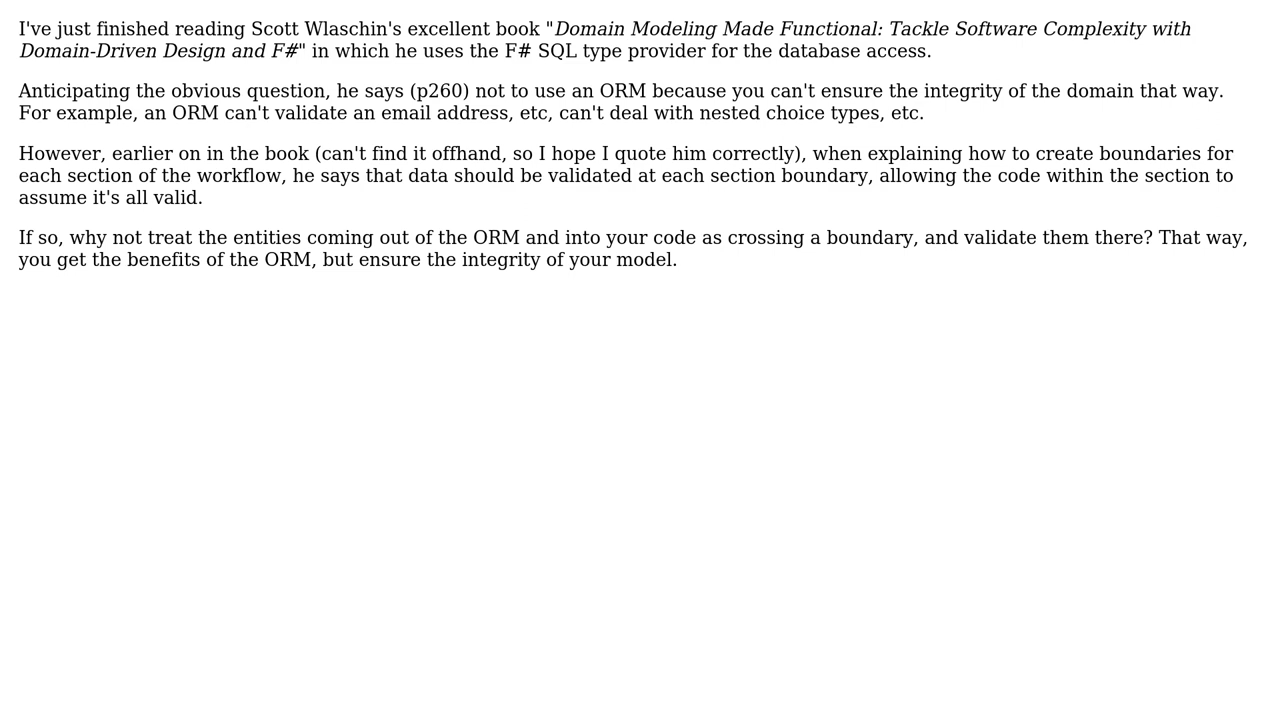 I've just finished reading Scott Wlaschin's excellent book "Domain Modeling Made Functional: Tackle Software Complexity with
Domain-Driven Design and F#" in which he uses the F# SQL type provider for the database access.
Anticipating the obvious question, he says (p260) not to use an ORM because you can't ensure the integrity of the domain that way.
For example, an ORM can't validate an email address, etc, can't deal with nested choice types, etc.
However, earlier on in the book (can't find it offhand, so I hope I quote him correctly), when explaining how to create boundaries for
each section of the workflow, he says that data should be validated at each section boundary, allowing the code within the section to
assume it's all valid.
If so, why not treat the entities coming out of the ORM and into your code as crossing a boundary, and validate them there? That way,
you get the benefits of the ORM, but ensure the integrity of your model.